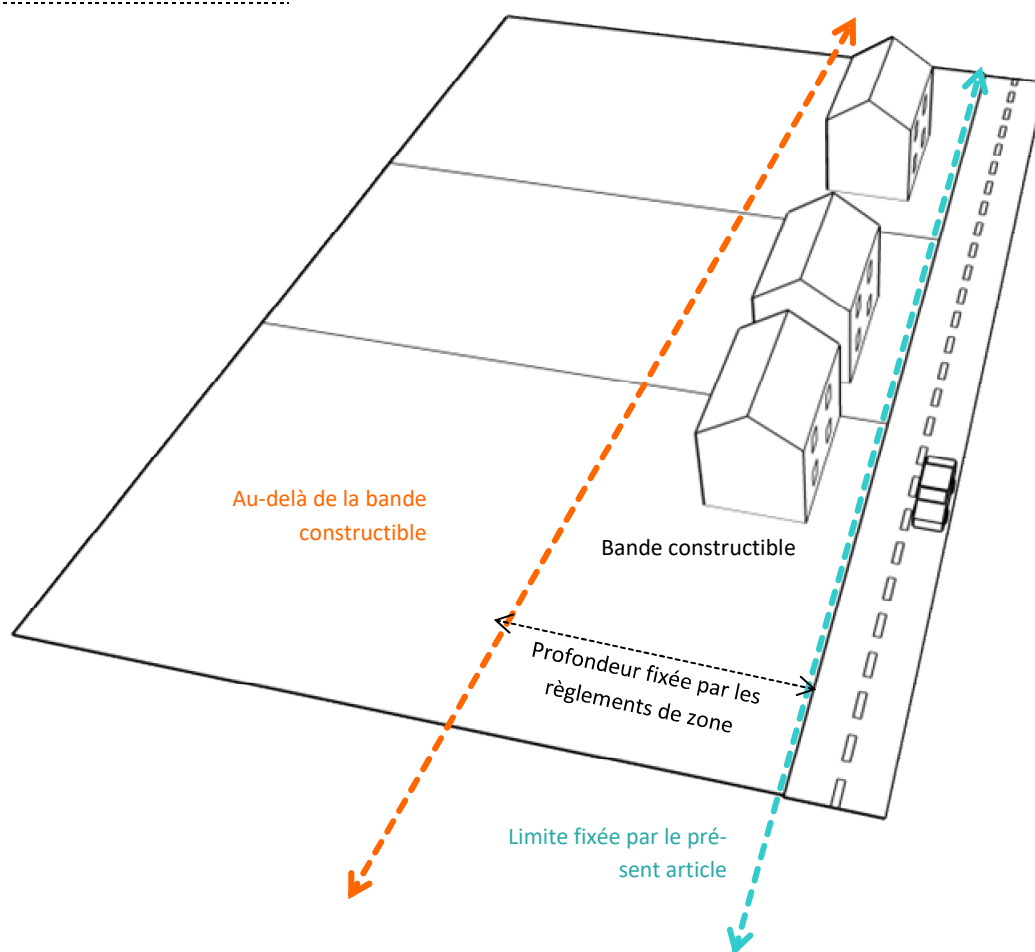 Au-delà de la bande
constructible
Bande constructible
Profondeur fixée par les
règlements de zone
Limite fixée par le pré-
sent article